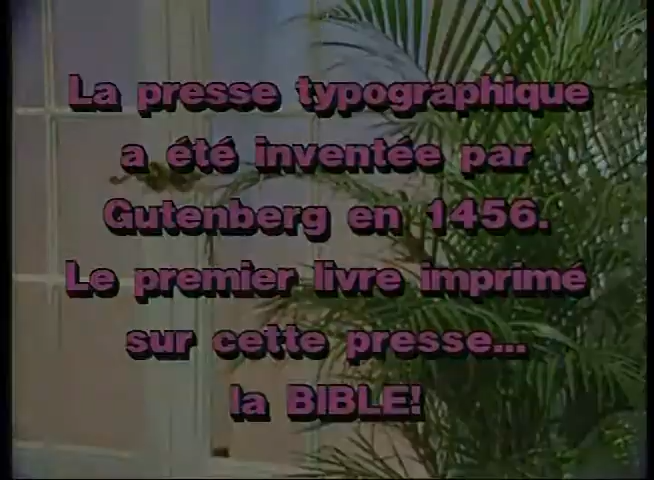 La presse typographique
a été inventée par
Gutenberg en 1456.
Le premier livre imprimé
sur cette presse...
la BIBLE!